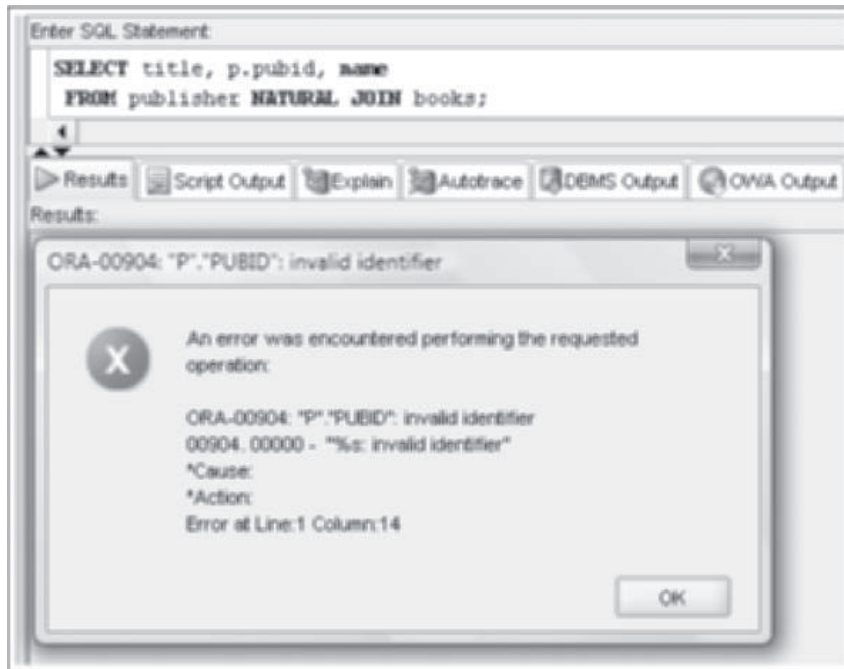 Enter SQL Statement:
SELECT title, p.pubid, name
FROM publisher NATURAL JOIN books;
Results Script Output Explain Autotrace DBMS Output OWA Output
Results:
ORA-00904: "P"."PUBID": invalid identifier
An error was encountered performing the requested
operation:
ORA-00904: "P"."PUBID": invalid identifier
00904. 00000 - "%s: invalid identifier"
*Cause:
*Action:
Error at Line:1 Column:14
OK